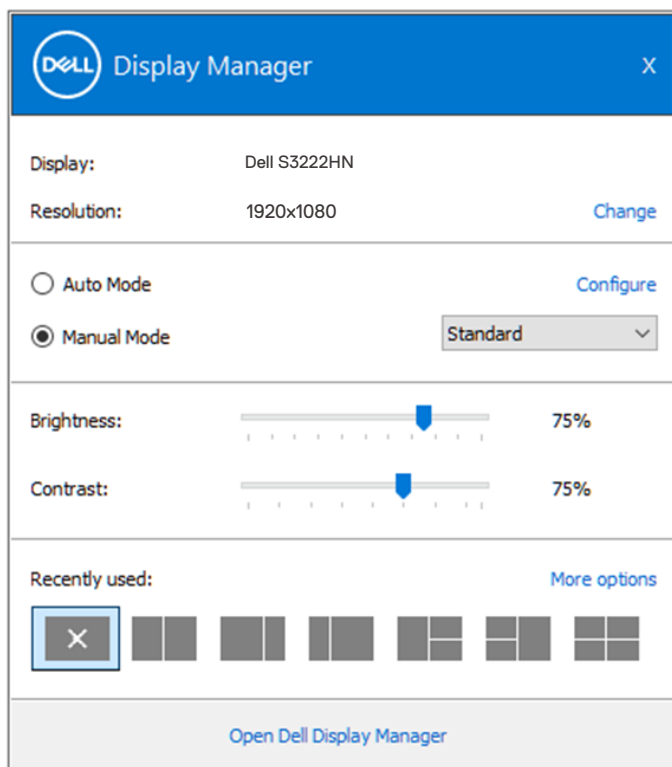 DELL Display Manager X
Display: Dell S3222HN
Resolution: 1920x1080 Change
Auto Mode Configure
Manual Mode Standard
Brightness: 75%
Contrast: 75%
Recently used: More options
Open Dell Display Manager